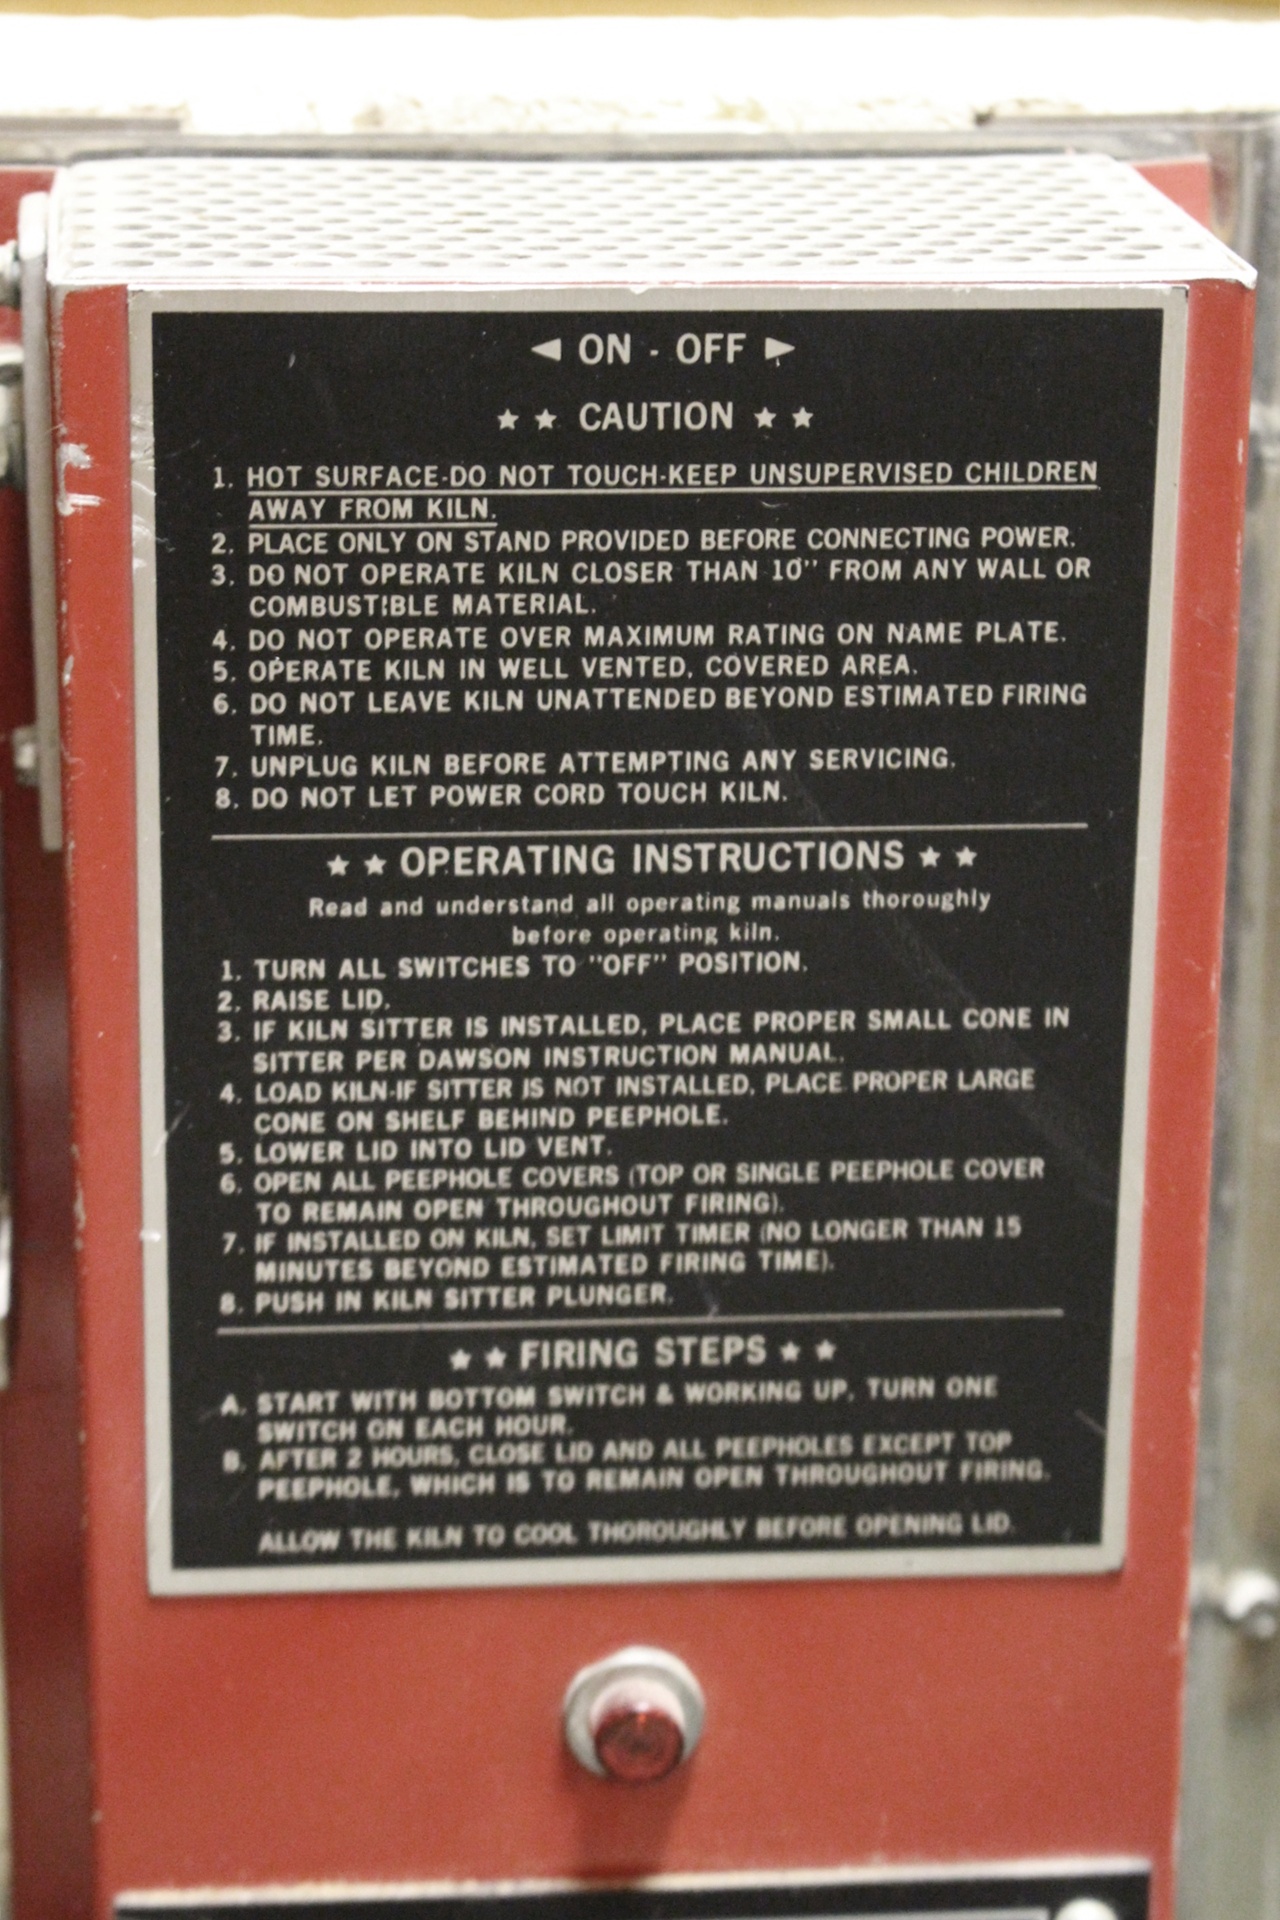 ◄ ON - OFF ►
★ ★ CAUTION ★ ★
1. HOT SURFACE-DO NOT TOUCH-KEEP UNSUPERVISED CHILDREN
AWAY FROM KILN.
2. PLACE ONLY ON STAND PROVIDED BEFORE CONNECTING POWER.
3. DO NOT OPERATE KILN CLOSER THAN 10" FROM ANY WALL OR
COMBUSTIBLE MATERIAL.
4. DO NOT OPERATE OVER MAXIMUM RATING ON NAME PLATE.
5. OPERATE KILN IN WELL VENTED, COVERED AREA.
6. DO NOT LEAVE KILN UNATTENDED BEYOND ESTIMATED FIRING
TIME.
7. UNPLUG KILN BEFORE ATTEMPTING ANY SERVICING.
8. DO NOT LET POWER CORD TOUCH KILN.
★ ★ OPERATING INSTRUCTIONS ★ ★
Read and understand all operating manuals thoroughly
before operating kiln.
1. TURN ALL SWITCHES TO "OFF" POSITION.
2. RAISE LID.
3. IF KILN SITTER IS INSTALLED, PLACE PROPER SMALL CONE IN
SITTER PER DAWSON INSTRUCTION MANUAL.
4. LOAD KILN-IF SITTER IS NOT INSTALLED, PLACE PROPER LARGE
CONE ON SHELF BEHIND PEEPHOLE.
5. LOWER LID INTO LID VENT.
6. OPEN ALL PEEPHOLE COVERS (TOP OR SINGLE PEEPHOLE COVER
TO REMAIN OPEN THROUGHOUT FIRING).
7. IF INSTALLED ON KILN, SET LIMIT TIMER (NO LONGER THAN 15
MINUTES BEYOND ESTIMATED FIRING TIME).
8. PUSH IN KILN SITTER PLUNGER.
★ ★ FIRING STEPS ★ ★
A. START WITH BOTTOM SWITCH & WORKING UP, TURN ONE
SWITCH ON EACH HOUR.
B. AFTER 2 HOURS, CLOSE LID AND ALL PEEPHOLES EXCEPT TOP
PEEPHOLE, WHICH IS TO REMAIN OPEN THROUGHOUT FIRING.
ALLOW THE KILN TO COOL THOROUGHLY BEFORE OPENING LID.